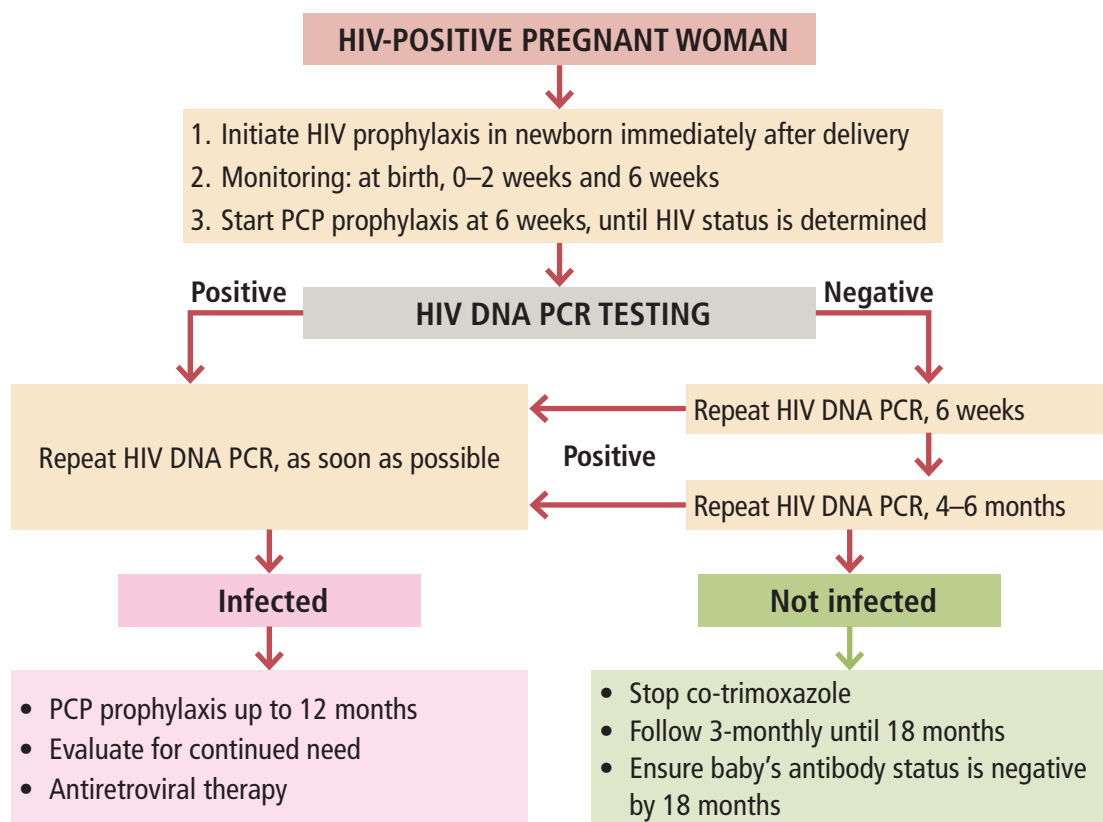 HIV-POSITIVE PREGNANT WOMAN
1. Initiate HIV prophylaxis in newborn immediately after delivery
2. Monitoring: at birth, 0–2 weeks and 6 weeks
3. Start PCP prophylaxis at 6 weeks, until HIV status is determined
Positive
Negative
HIV DNA PCR TESTING
Repeat HIV DNA PCR, as soon as possible
Positive
Repeat HIV DNA PCR, 6 weeks
Repeat HIV DNA PCR, 4–6 months
Infected
Not infected
• PCP prophylaxis up to 12 months
• Evaluate for continued need
• Antiretroviral therapy
• Stop co-trimoxazole
• Follow 3-monthly until 18 months
• Ensure baby's antibody status is negative
by 18 months